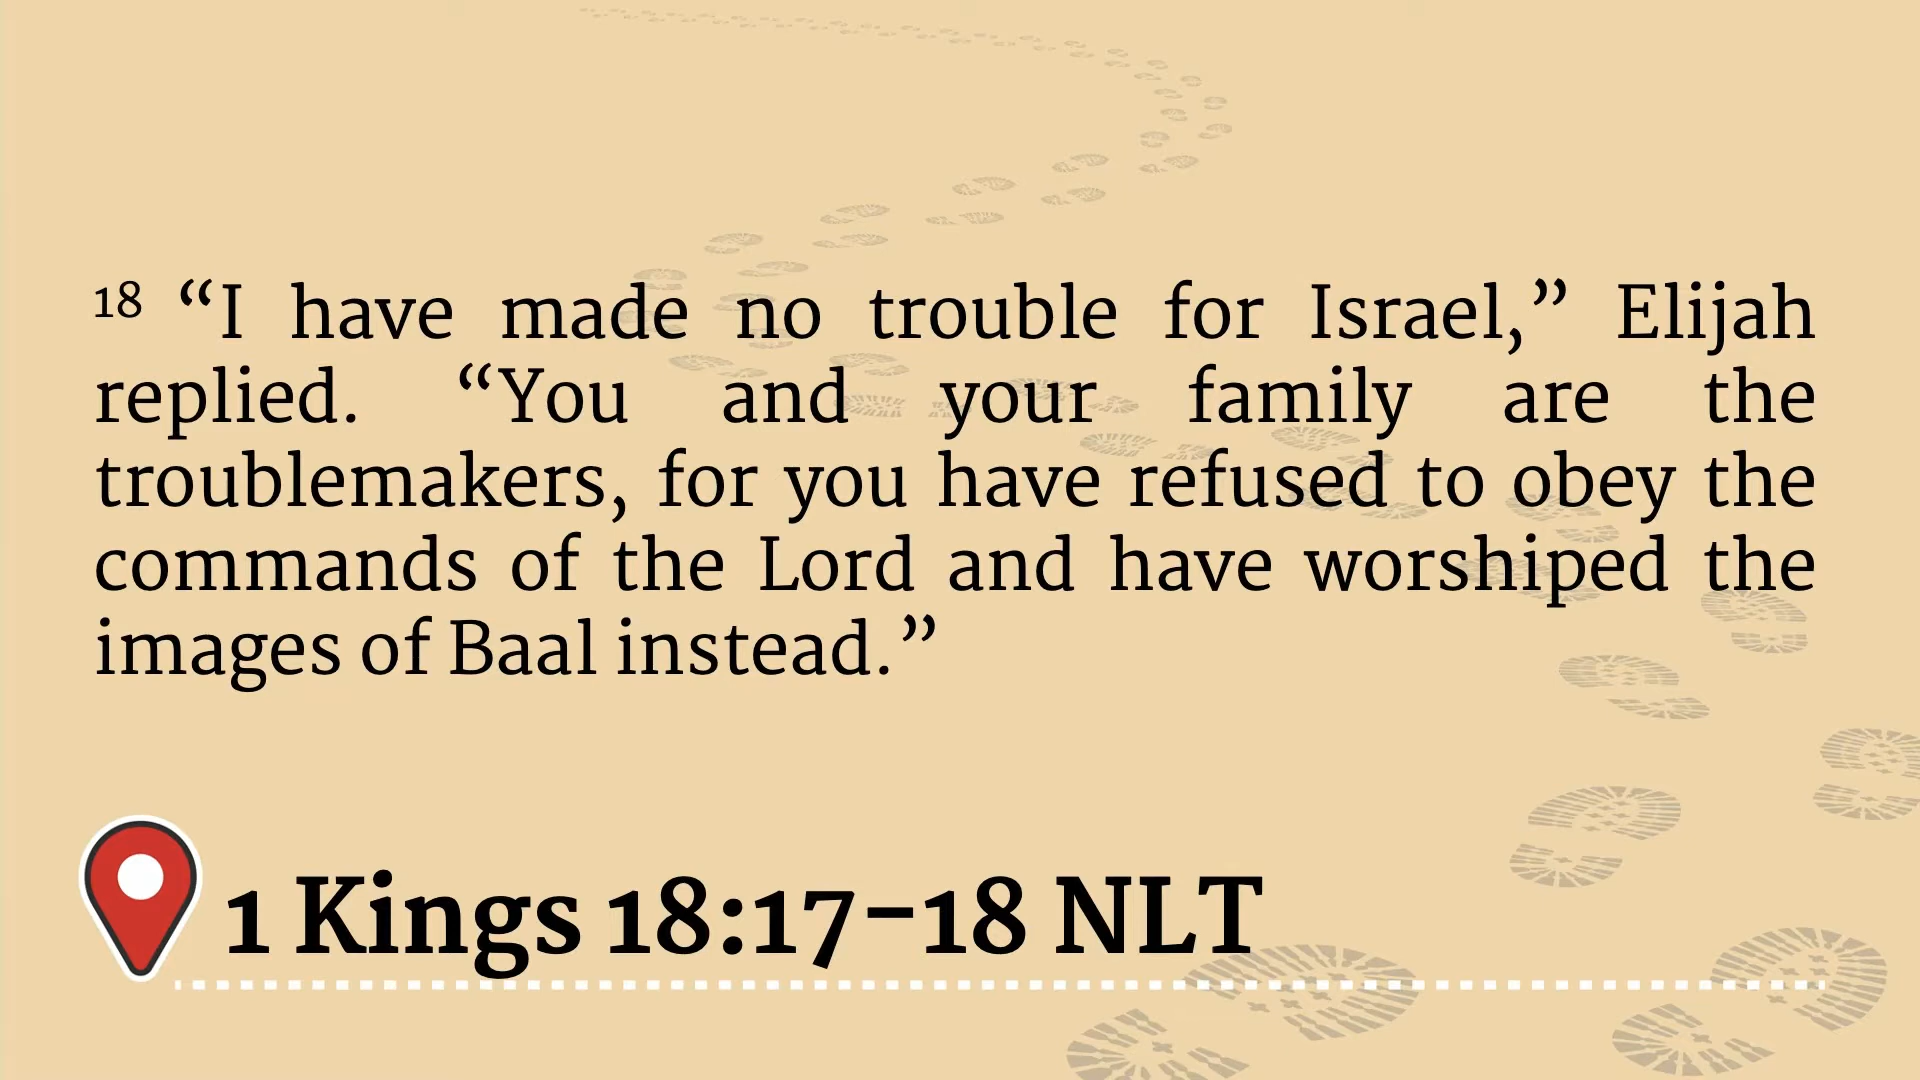 18 “I have made no trouble for Israel,” Elijah
replied. “You and your family are the
troublemakers, for you have refused to obey the
commands of the Lord and have worshiped the
images of Baal instead.”
1 Kings 18:17–18 NLT